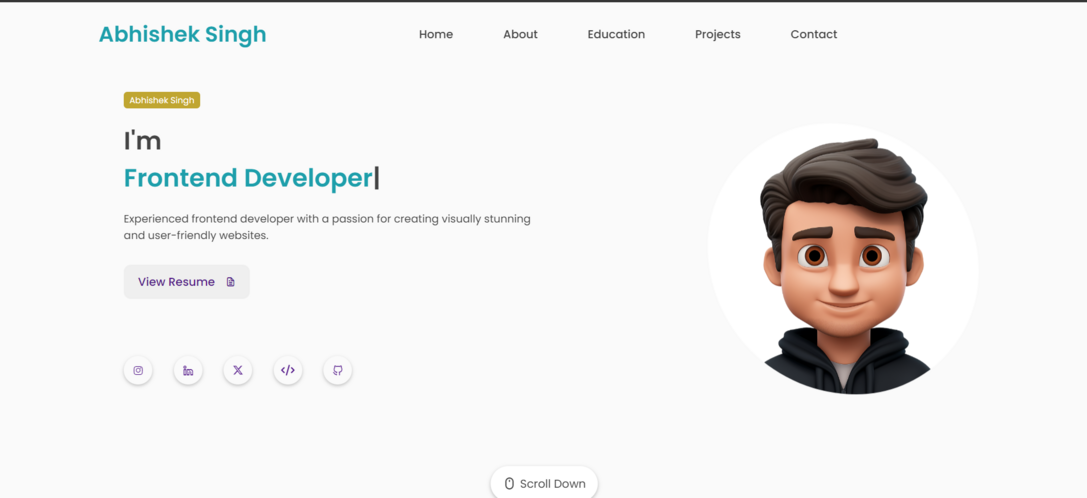 Abhishek Singh
Home About Education Projects Contact
Abhishek Singh
I'm
Frontend Developer|
Experienced frontend developer with a passion for creating visually stunning
and user-friendly websites.
View Resume
Scroll Down